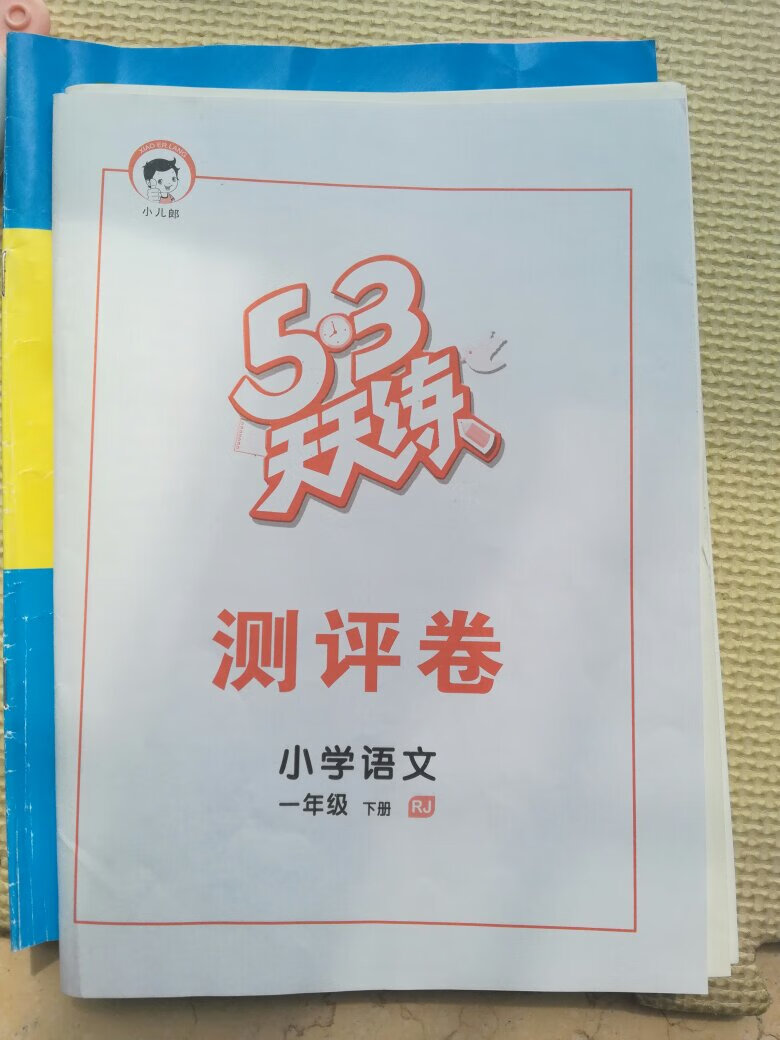 XIAO ER LANG
小儿郎
5·3
天天练
测评卷
小学语文
一年级 下册 RJ